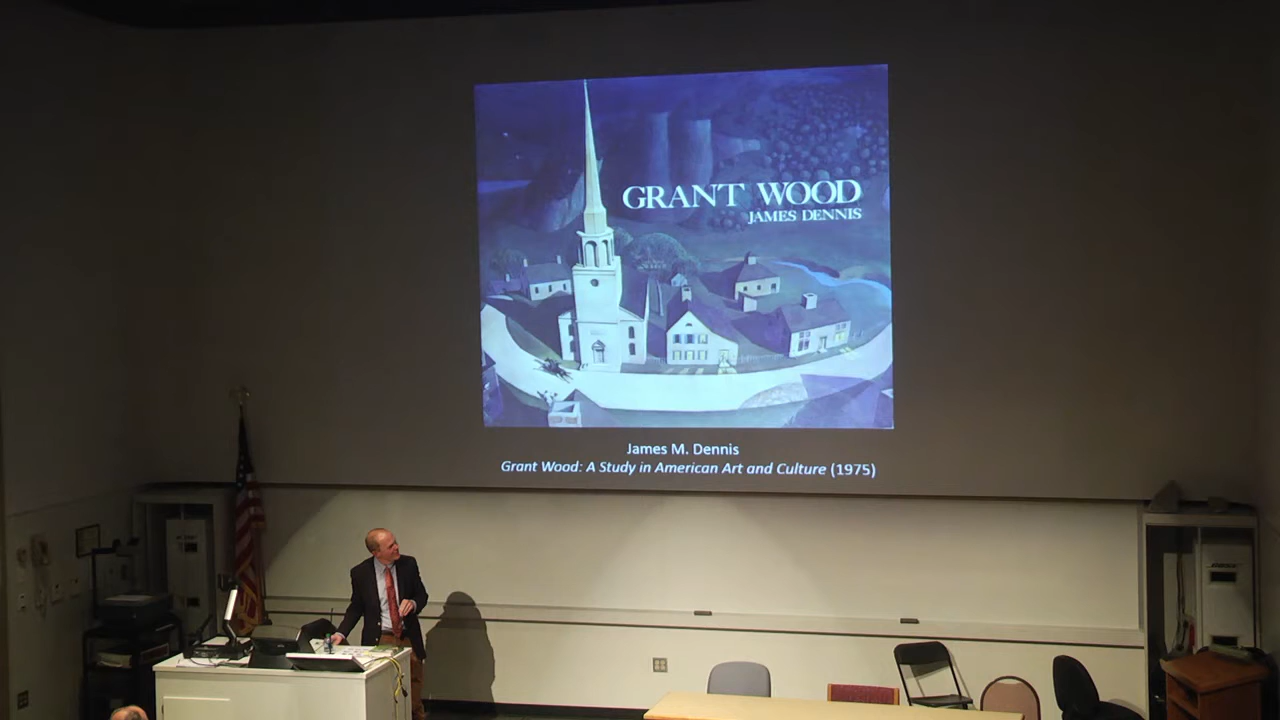 GRANT WOOD
JAMES DENNIS
James M. Dennis
Grant Wood: A Study in American Art and Culture (1975)